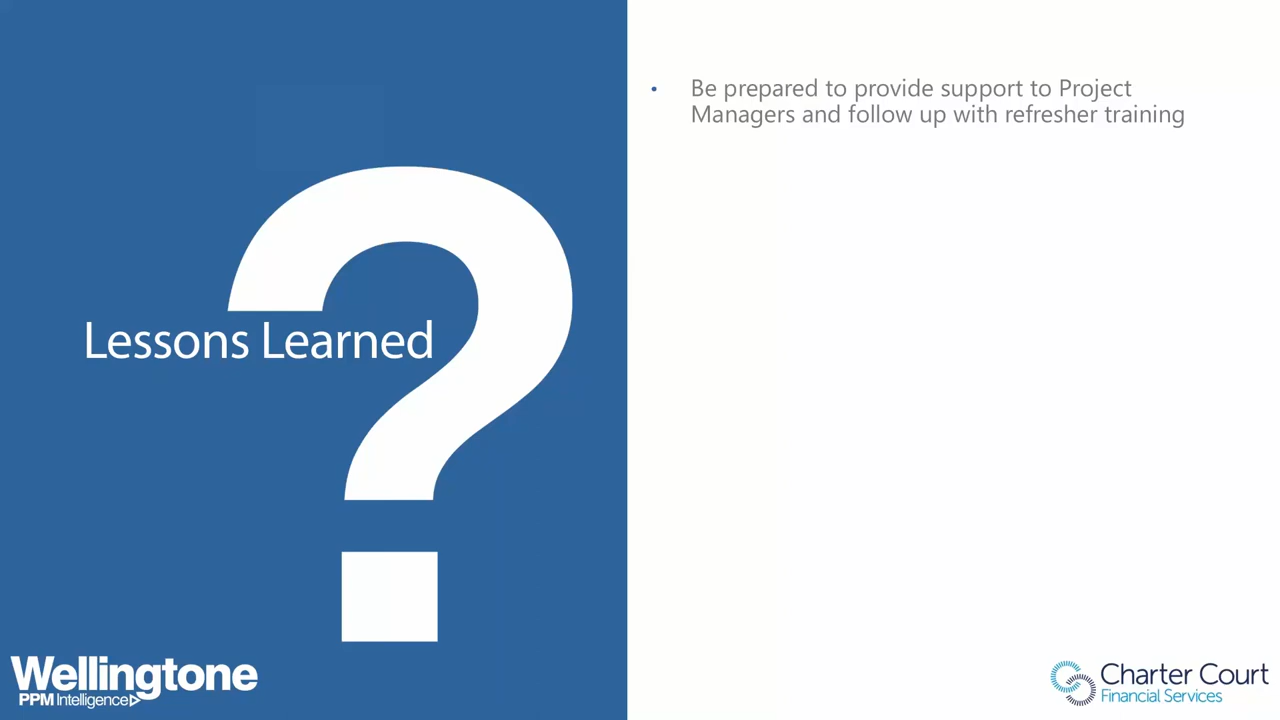 Lessons Learned
?
• Be prepared to provide support to Project
Managers and follow up with refresher training
Wellingtone
PPM Intelligence
Charter Court
Financial Services